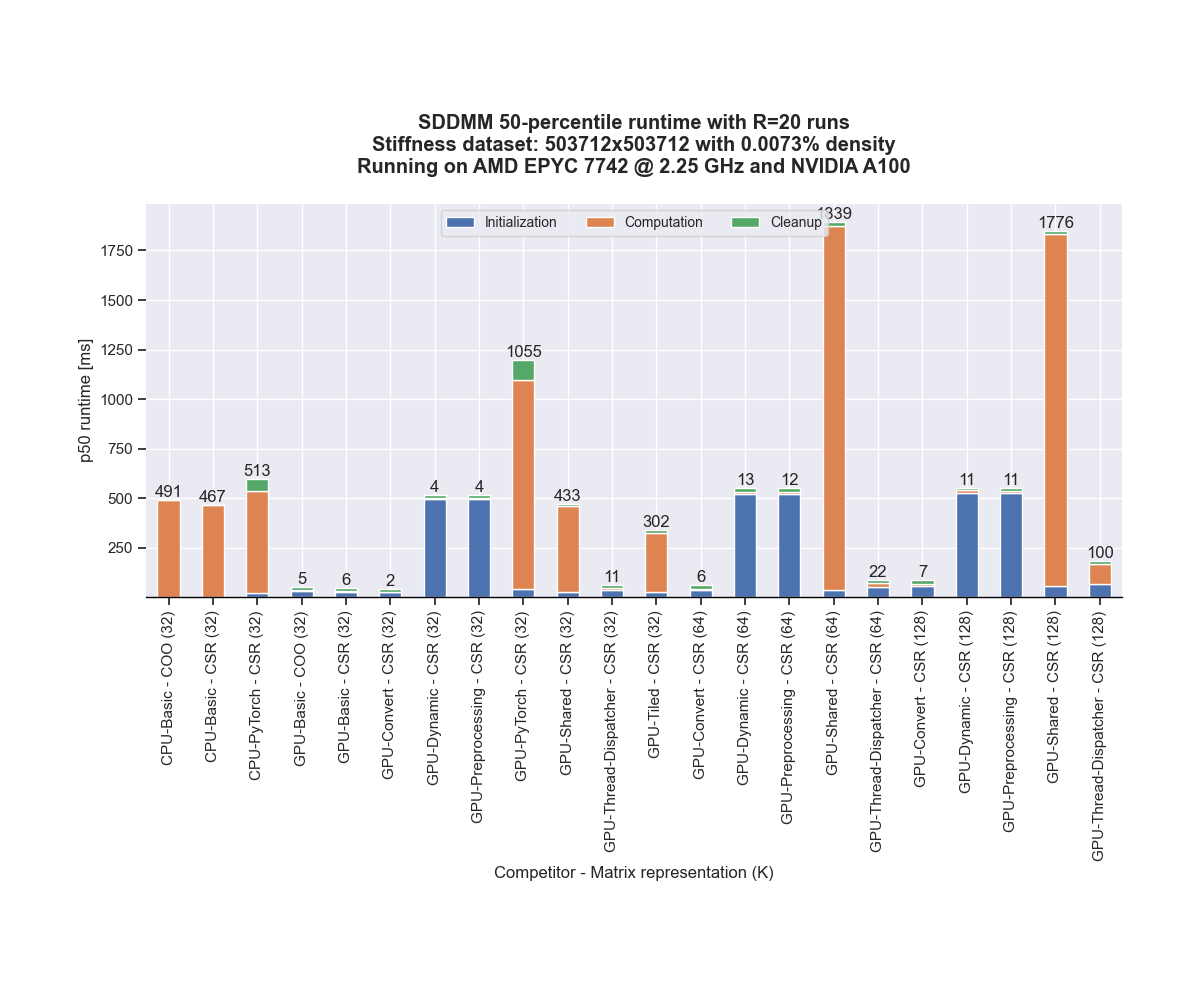 SDDMM 50-percentile runtime with R=20 runs
Stiffness dataset: 503712x503712 with 0.0073% density
Running on AMD EPYC 7742 @ 2.25 GHz and NVIDIA A100
Initialization
Computation
Cleanup
p50 runtime [ms]
1750
1500
1250
1000
750
500
250
491
467
513
5
6
2
4
4
1055
433
11
302
6
13
12
1839
22
7
11
11
1776
100
CPU-Basic - COO (32)
CPU-Basic - CSR (32)
CPU-PyTorch - CSR (32)
GPU-Basic - COO (32)
GPU-Basic - CSR (32)
GPU-Convert - CSR (32)
GPU-Dynamic - CSR (32)
GPU-Preprocessing - CSR (32)
GPU-PyTorch - CSR (32)
GPU-Shared - CSR (32)
GPU-Thread-Dispatcher - CSR (32)
GPU-Tiled - CSR (32)
GPU-Convert - CSR (64)
GPU-Dynamic - CSR (64)
GPU-Preprocessing - CSR (64)
GPU-Shared - CSR (64)
GPU-Thread-Dispatcher - CSR (64)
GPU-Convert - CSR (128)
GPU-Dynamic - CSR (128)
GPU-Preprocessing - CSR (128)
GPU-Shared - CSR (128)
GPU-Thread-Dispatcher - CSR (128)
Competitor - Matrix representation (K)